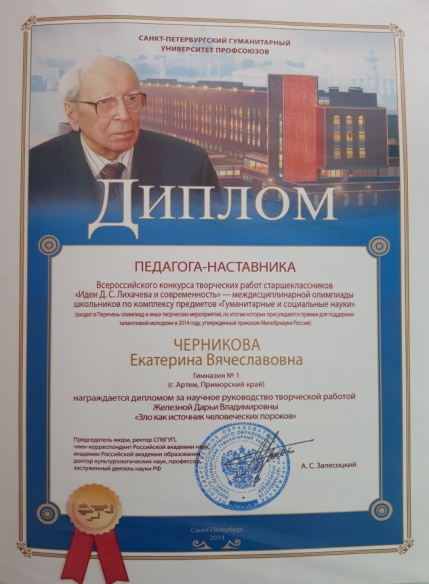 САНКТ-ПЕТЕРБУРГСКИЙ ГУМАНИТАРНЫЙ
УНИВЕРСИТЕТ ПРОФСОЮЗОВ
ДИПЛОМ
ПЕДАГОГА-НАСТАВНИКА
Всероссийского конкурса творческих работ старшеклассников
«Идеи Д. С. Лихачева и современность» — междисциплинарной олимпиады
школьников по комплексу предметов «Гуманитарные и социальные науки»
(входит в Перечень олимпиад и иных творческих мероприятий, по итогам которых присуждаются премии для поддержки
талантливой молодежи в 2014 году, утвержденный приказом Минобрнауки России)
ЧЕРНИКОВА
Екатерина Вячеславовна
Гимназия № 1
(г. Артем, Приморский край)
награждается дипломом за научное руководство творческой работой
Железной Дарьи Владимировны
«Зло как источник человеческих пороков»
Председатель жюри, ректор СПбГУП,
член-корреспондент Российской академии наук,
академик Российской академии образования,
доктор культурологических наук, профессор,
заслуженный деятель науки РФ
А. С. Запесоцкий
Санкт-Петербург
2014